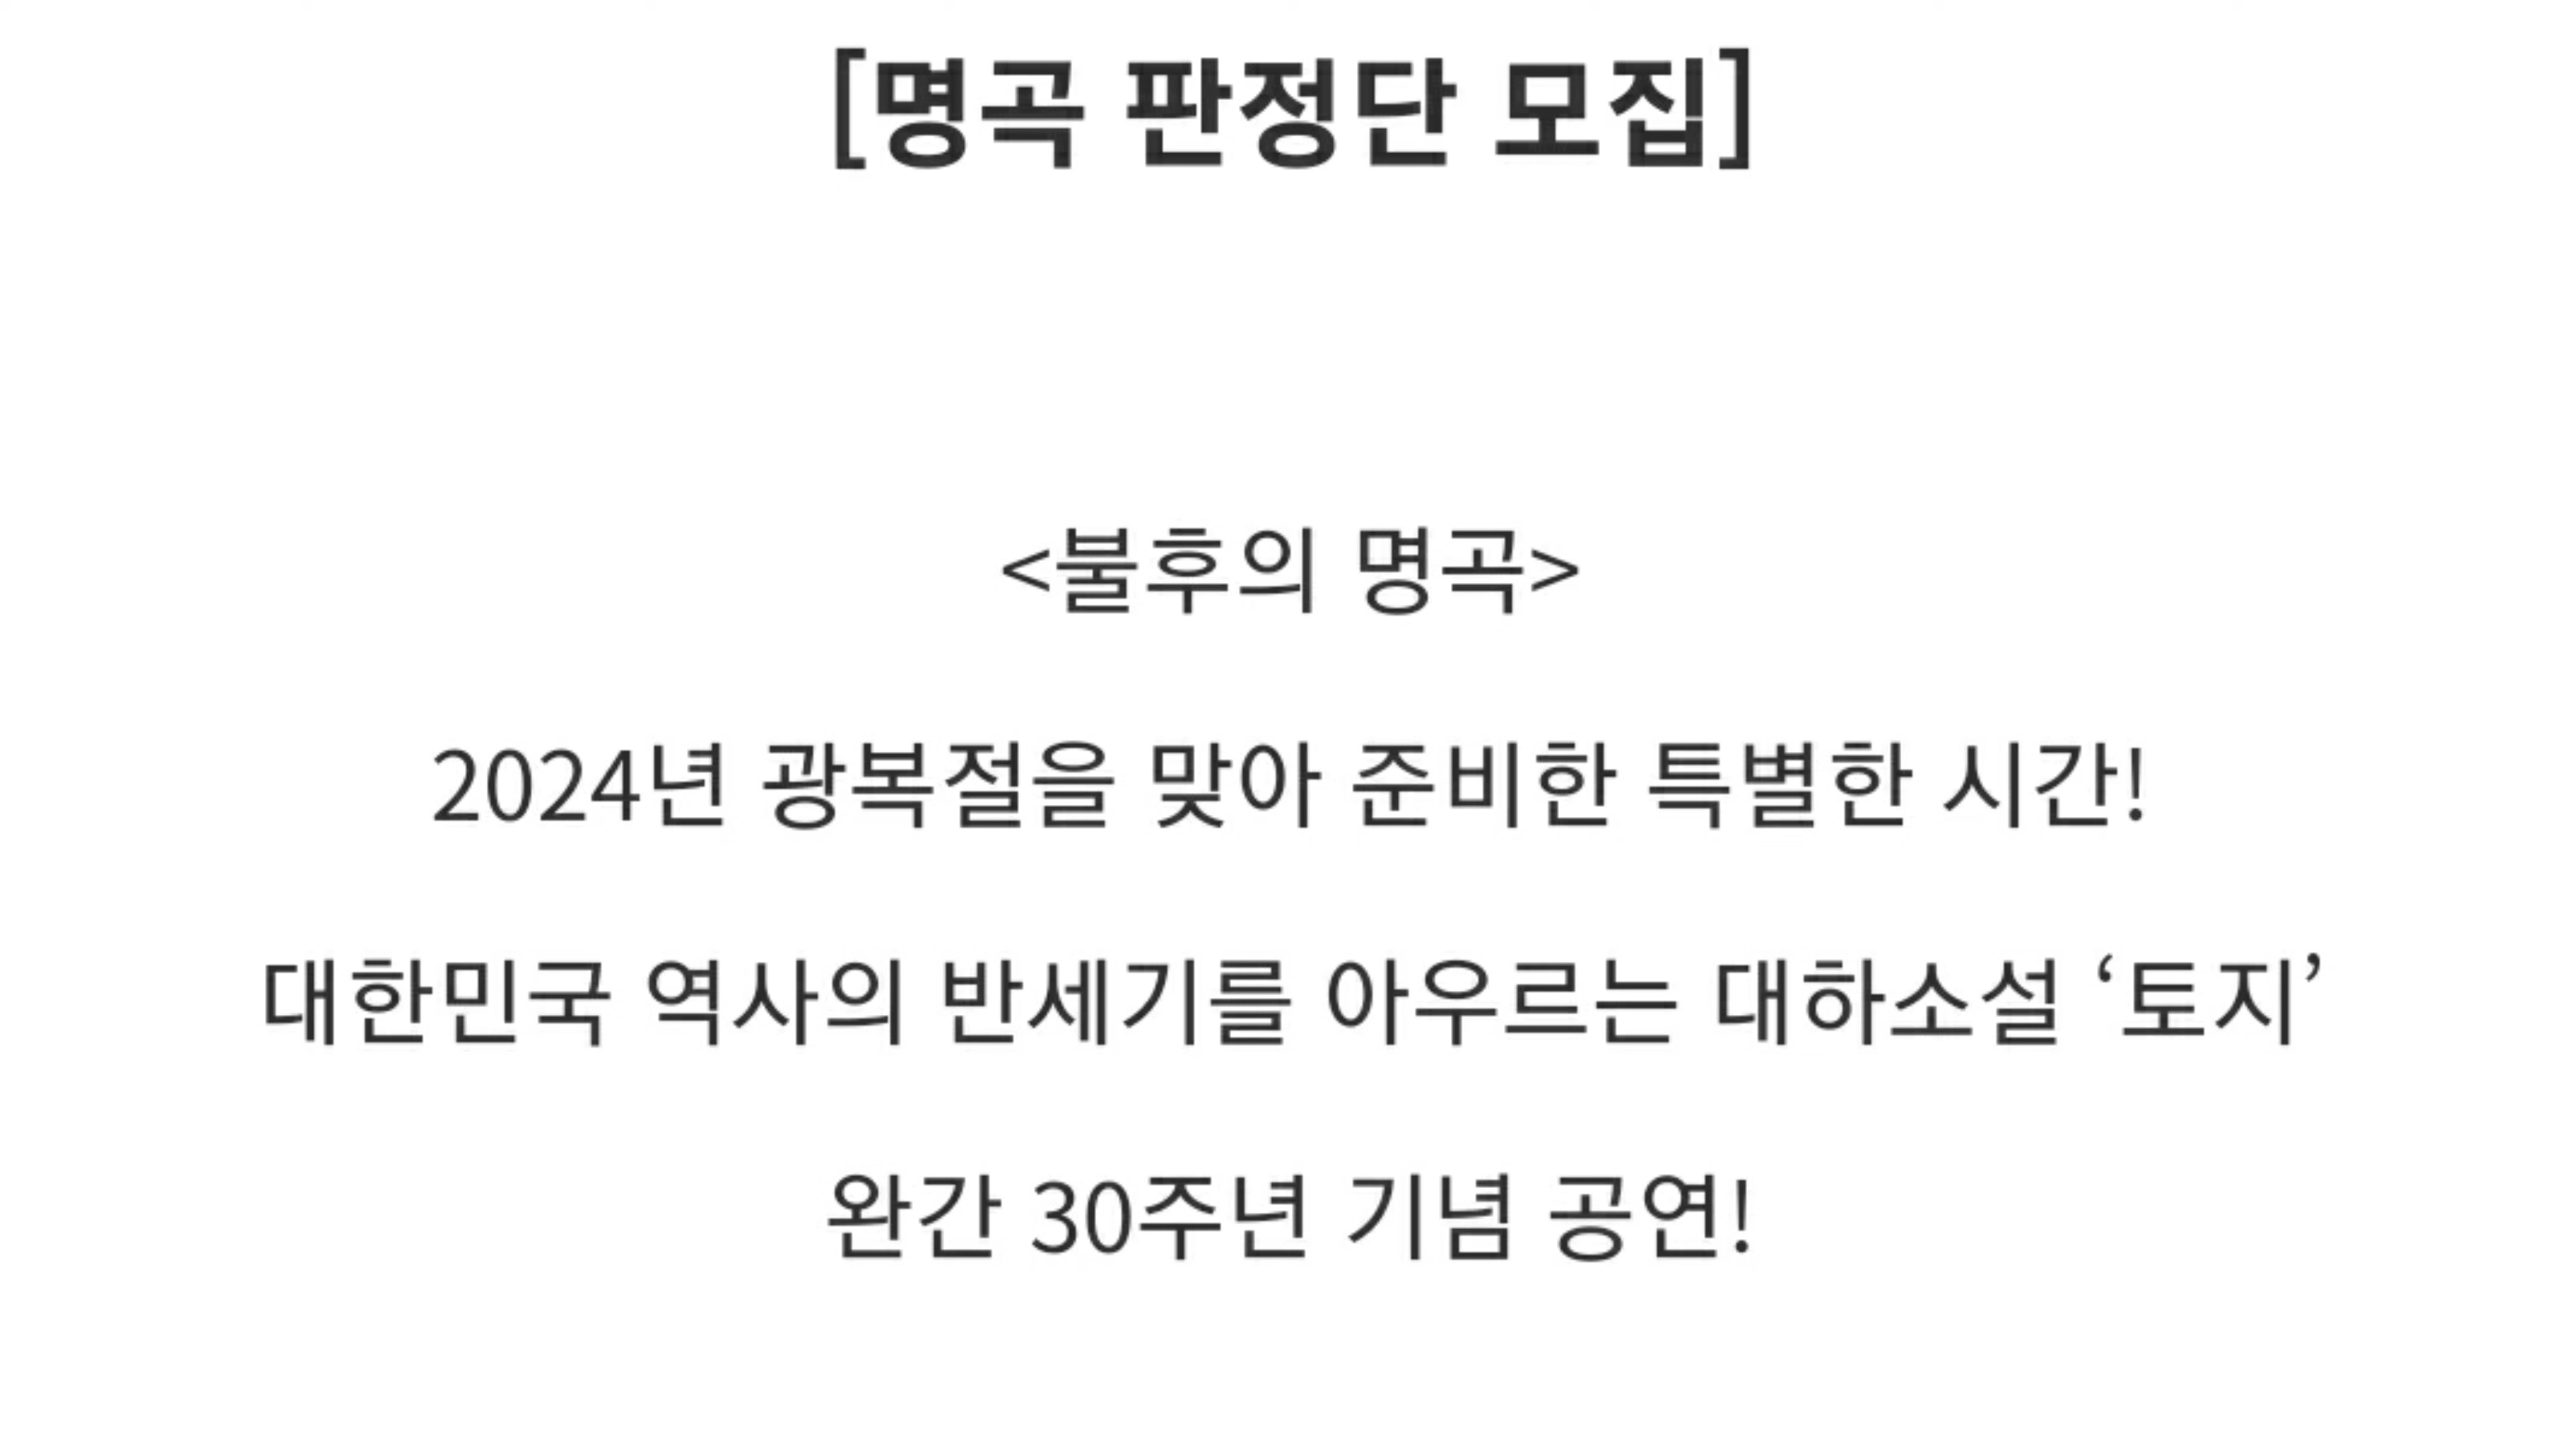 [명곡 판정단 모집]
<불후의 명곡>
2024년 광복절을 맞아 준비한 특별한 시간!
대한민국 역사의 반세기를 아우르는 대하소설 ‘토지’
완간 30주년 기념 공연!